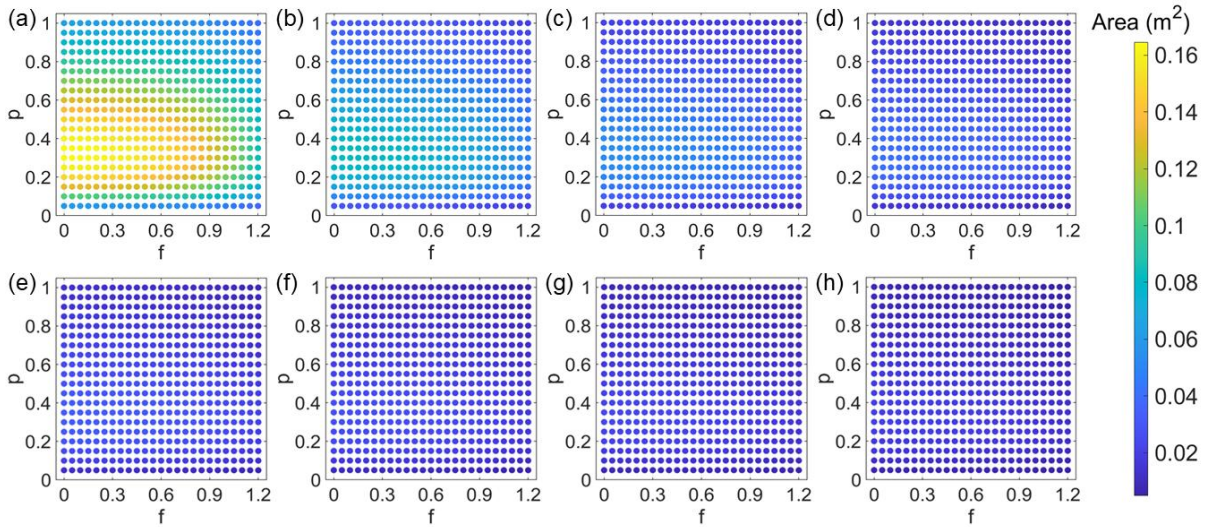 (a) (b) (c) (d) Area (m²)
1 1 1 1 0.16
0.8 0.8 0.8 0.8 0.14
0.6 0.6 0.6 0.6 0.12
p p p p
0.4 0.4 0.4 0.4
0.2 0.2 0.2 0.2 0.1
0 0 0 0
0 0.3 0.6 0.9 1.2 0 0.3 0.6 0.9 1.2 0 0.3 0.6 0.9 1.2 0 0.3 0.6 0.9 1.2
f f f f 0.08
(e) (f) (g) (h)
1 1 1 1
0.8 0.8 0.8 0.8 0.06
0.6 0.6 0.6 0.6
p p p p
0.4 0.4 0.4 0.4 0.04
0.2 0.2 0.2 0.2 0.02
0 0 0 0
0 0.3 0.6 0.9 1.2 0 0.3 0.6 0.9 1.2 0 0.3 0.6 0.9 1.2 0 0.3 0.6 0.9 1.2
f f f f